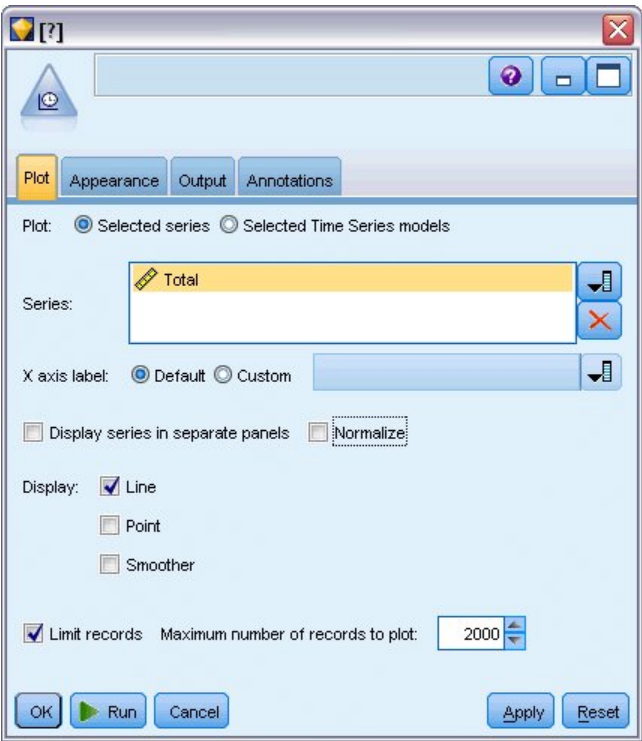 [?]
Plot Appearance Output Annotations
Plot: Selected series Selected Time Series models
Series: Total
X axis label: Default Custom
Display series in separate panels Normalize
Display: Line
Point
Smoother
Limit records Maximum number of records to plot: 2000
OK Run Cancel Apply Reset